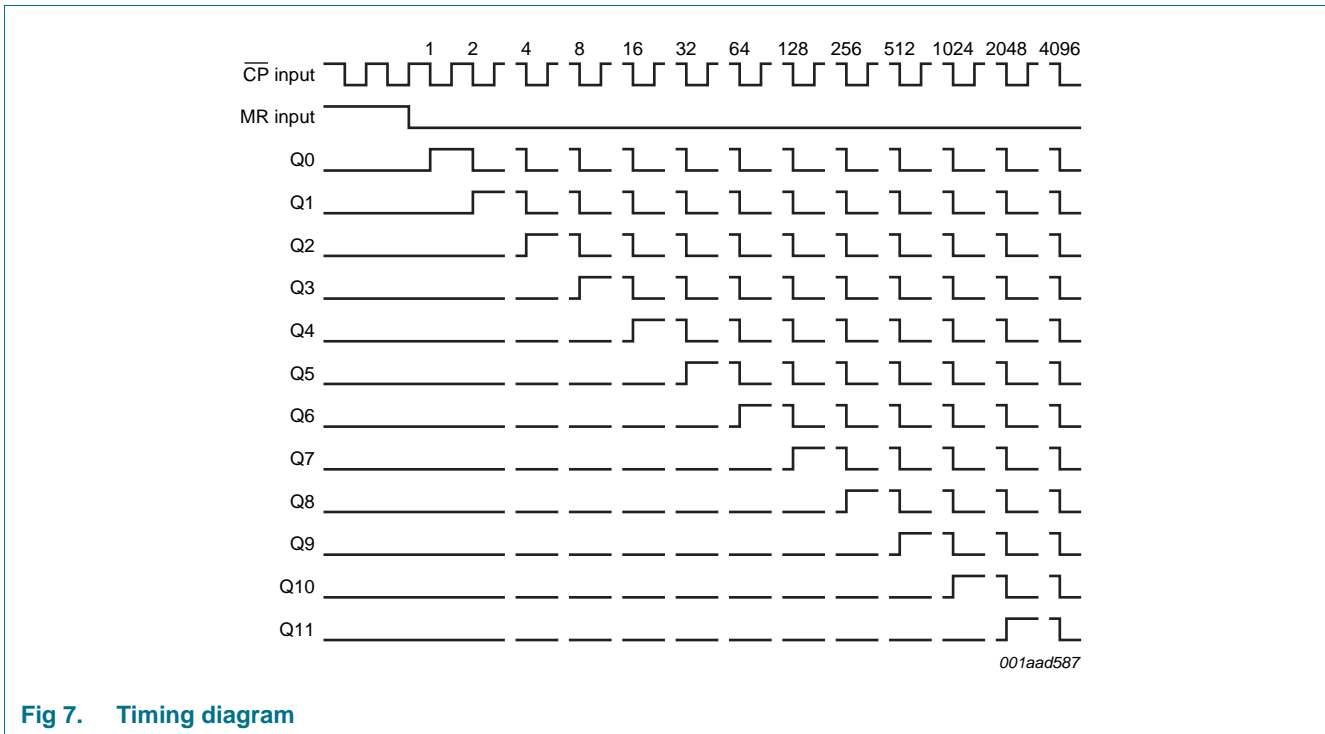 1 2 4 8 16 32 64 128 256 512 1024 2048 4096
CP input
MR input
Q0
Q1
Q2
Q3
Q4
Q5
Q6
Q7
Q8
Q9
Q10
Q11
001aad587
Fig 7. Timing diagram